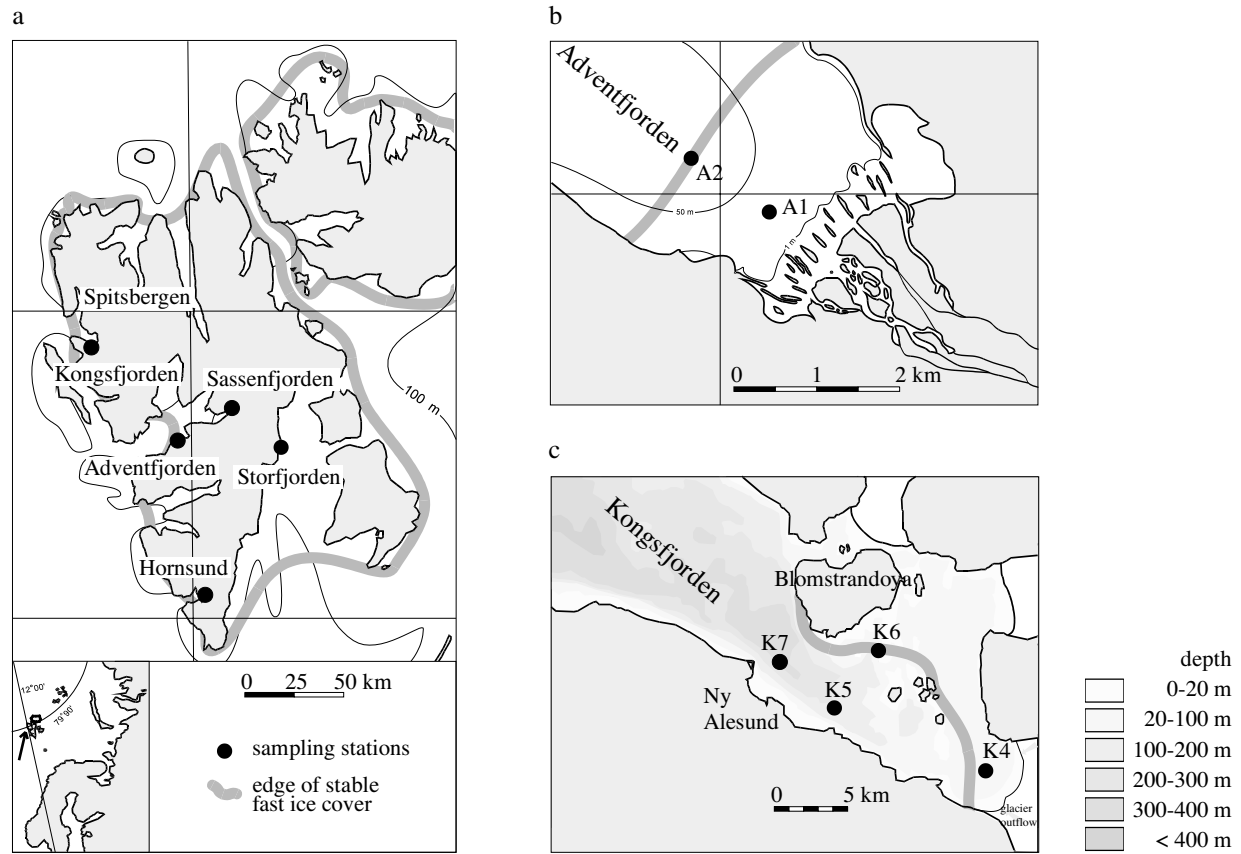 a
Spitsbergen
Kongsfjorden
Sassenfjorden
100 m
Adventfjorden
Storfjorden
Hornsund
12°00'
79°90'
0 25 50 km
sampling stations
edge of stable
fast ice cover
b
Adventfjorden
A2
50 m
A1
1 m
0 1 2 km
c
Kongsfjorden
Blomstrandoya
K7
K6
K5
Ny
Alesund
K4
0 5 km
glacier
outflow
depth
0-20 m
20-100 m
100-200 m
200-300 m
300-400 m
< 400 m